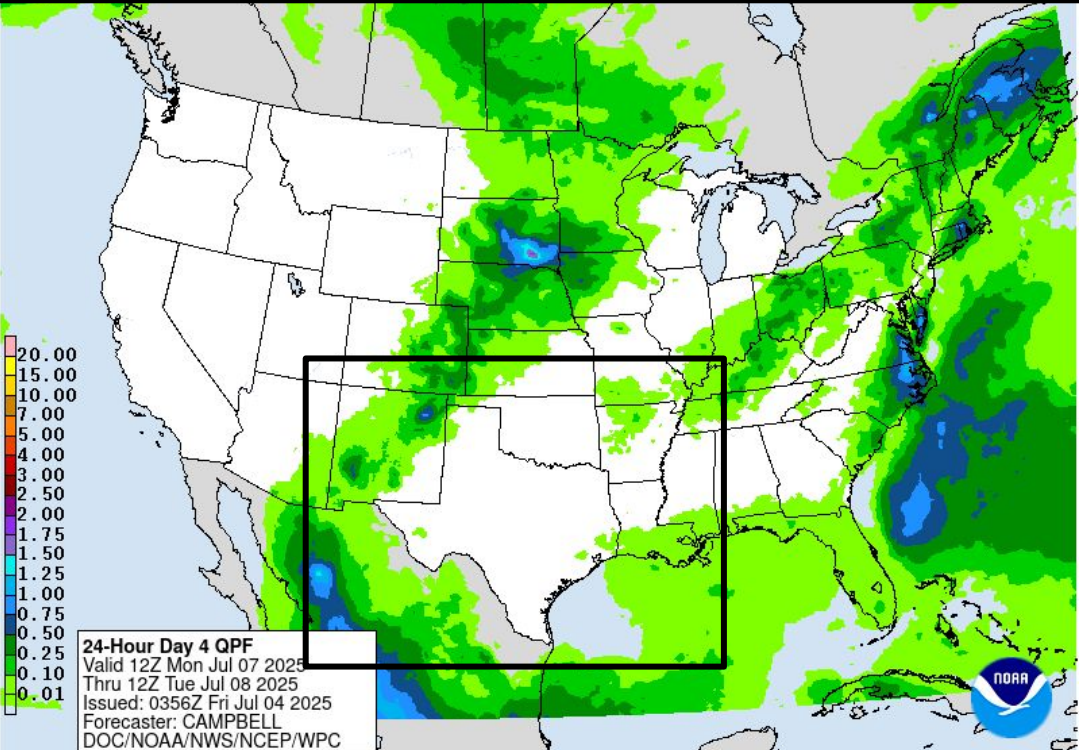 20.00
15.00
10.00
7.00
5.00
4.00
3.00
2.50
2.00
1.75
1.50
1.25
1.00
0.75
0.50
0.25
0.10
0.01
24-Hour Day 4 QPF
Valid 12Z Mon Jul 07 2025
Thru 12Z Tue Jul 08 2025
Issued: 0356Z Fri Jul 04 2025
Forecaster: CAMPBELL
DOC/NOAA/NWS/NCEP/WPC
NOAA